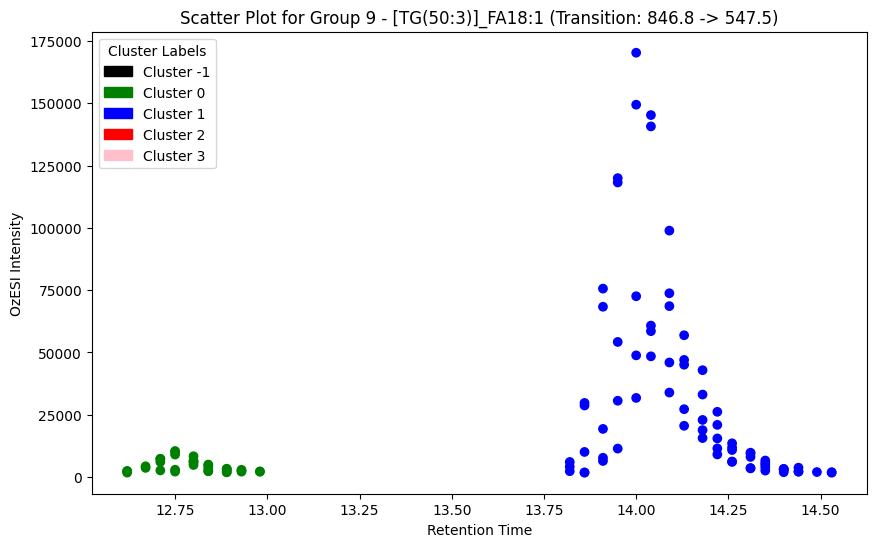 Scatter Plot for Group 9 - [TG(50:3)]_FA18:1 (Transition: 846.8 -> 547.5)
Cluster Labels
Cluster -1
Cluster 0
Cluster 1
Cluster 2
Cluster 3
OzESI Intensity
175000
150000
125000
100000
75000
50000
25000
0
12.75
13.00
13.25
13.50
13.75
14.00
14.25
14.50
Retention Time